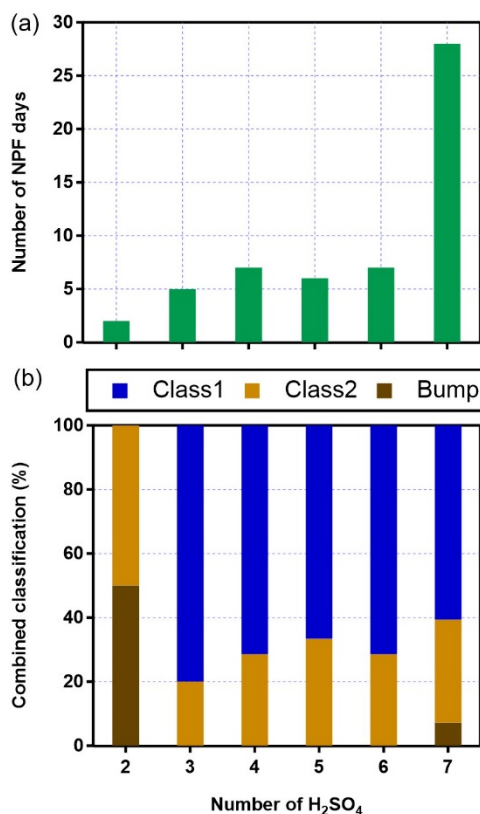 (a)
Number of NPF days
30
25
20
15
10
5
0
(b)
Class1 Class2 Bump
Combined classification (%)
100
80
60
40
20
0
2 3 4 5 6 7
Number of H₂SO₄